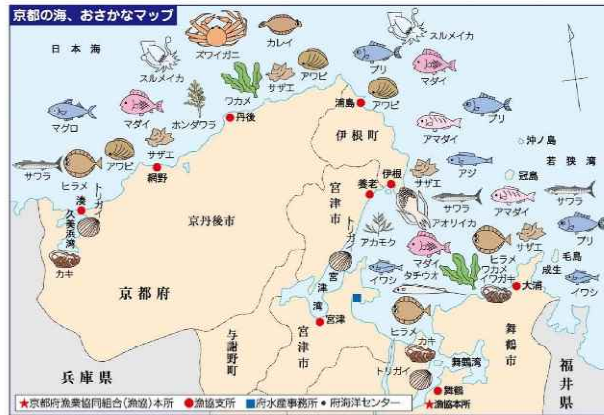 京都の海、おさかなマップ
日本海
スルメイカ
ズワイガニ
カレイ
ワカメ
サザエ
アワビ
ブリ
スルメイカ
マダイ
マグロ
マダイ
ホンダワラ
丹後
浦島
アワビ
伊根町
アマダイ
ブリ
沖ノ島
若狭湾
サワラ
ヒラメ
アワビ
サザエ
網野
トリガイ
湊
久美浜湾
カキ
京丹後市
宮津市
養老
伊根
サザエ
アオリイカ
アジ
冠島
サワラ
アマダイ
サワラ
ブリ
アカモク
トリガイ
マダイ
ヒラメ
サザエ
毛島
成生
イワシ
ワカメ
イワガキ
大浦
イワシ
タチウオ
京都府
宮津湾
宮津
宮津市
与謝野町
ヒラメ
カキ
トリガイ
舞鶴湾
舞鶴市
舞鶴
漁協本所
兵庫県
福井県
★京都府漁業協同組合(漁協)本所 ●漁協支所 ■府水産事務所・府海洋センター